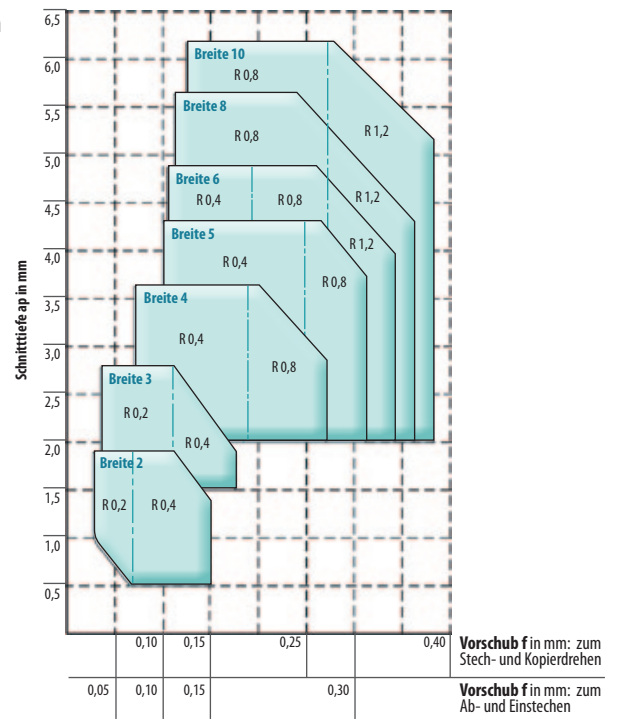 6,5
6,0
5,5
5,0
4,5
4,0
3,5
3,0
2,5
2,0
1,5
1,0
0,5
Schnitttiefe ap in mm
Breite 10
R 0,8
R 1,2
Breite 8
R 0,8
R 1,2
Breite 6
R 0,4
R 0,8
R 1,2
Breite 5
R 0,4
R 0,8
Breite 4
R 0,4
R 0,8
Breite 3
R 0,2
R 0,4
Breite 2
R 0,2
R 0,4
0,10 0,15 0,25 0,40
Vorschub f in mm: zum
Stech- und Kopierdrehen
0,05 0,10 0,15 0,30
Vorschub f in mm: zum
Ab- und Einstechen